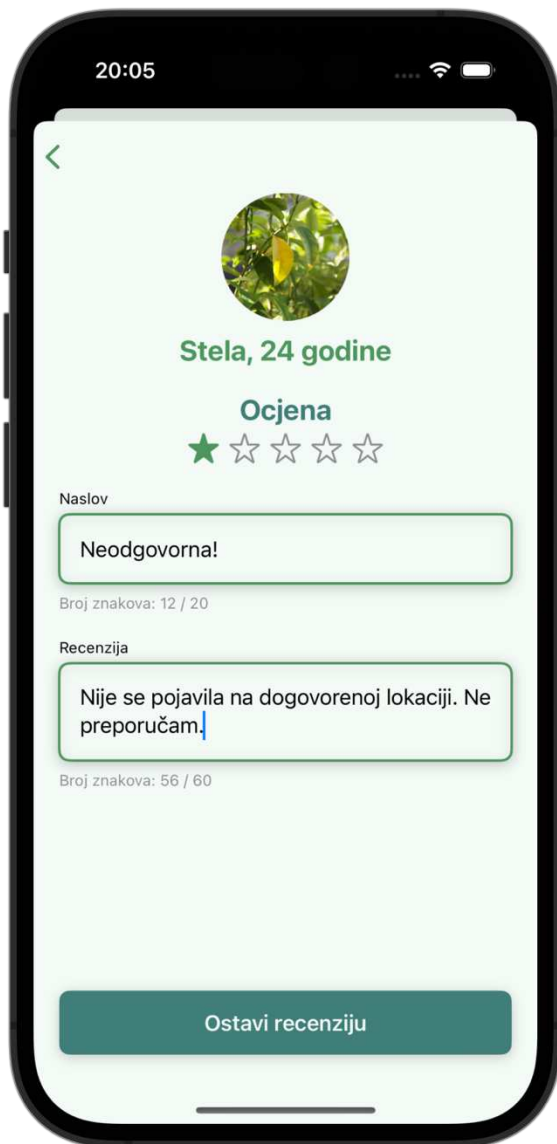 20:05
Stela, 24 godine
Ocjena
Naslov
Neodgovorna!
Broj znakova: 12 / 20
Recenzija
Nije se pojavila na dogovorenoj lokaciji. Ne
preporučam.
Broj znakova: 56 / 60
Ostavi recenziju